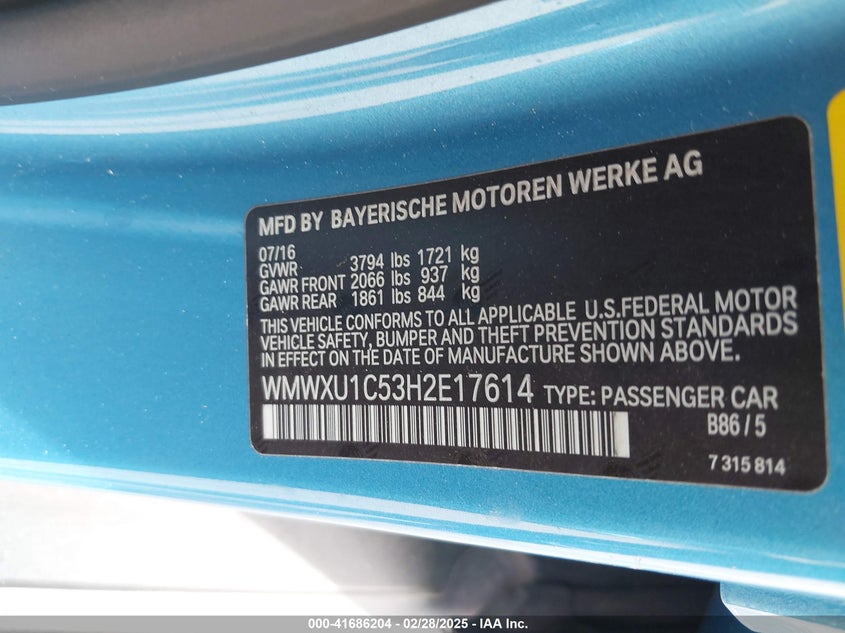 MFD BY BAYERISCHE MOTOREN WERKE AG
07/16
GVWR 3794 lbs 1721 kg
GAWR FRONT 2066 lbs 937 kg
GAWR REAR 1861 lbs 844 kg
THIS VEHICLE CONFORMS TO ALL APPLICABLE U.S.FEDERAL MOTOR
VEHICLE SAFETY, BUMPER AND THEFT PREVENTION STANDARDS
IN EFFECT ON THE DATE OF MANUFACTURE SHOWN ABOVE.
WMWXU1C53H2E17614 TYPE: PASSENGER CAR
B86/5
7 315 814
000-41686204 / 02/28/2025 - IAA Inc.